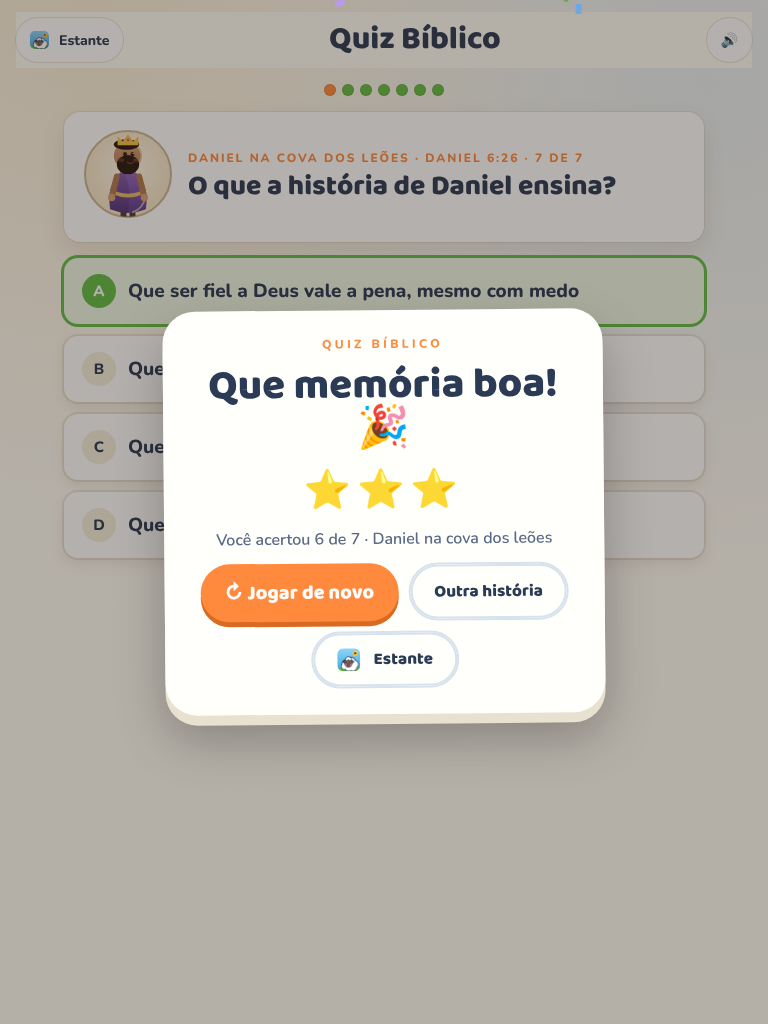 Estante
Quiz Bíblico
DANIEL NA COVA DOS LEÕES · DANIEL 6:26 · 7 DE 7
O que a história de Daniel ensina?
A Que ser fiel a Deus vale a pena, mesmo com medo
B Que
C Que
D Que
QUIZ BÍBLICO
Que memória boa!
🎉
⭐⭐⭐
Você acertou 6 de 7 · Daniel na cova dos leões
↻ Jogar de novo
Outra história
Estante